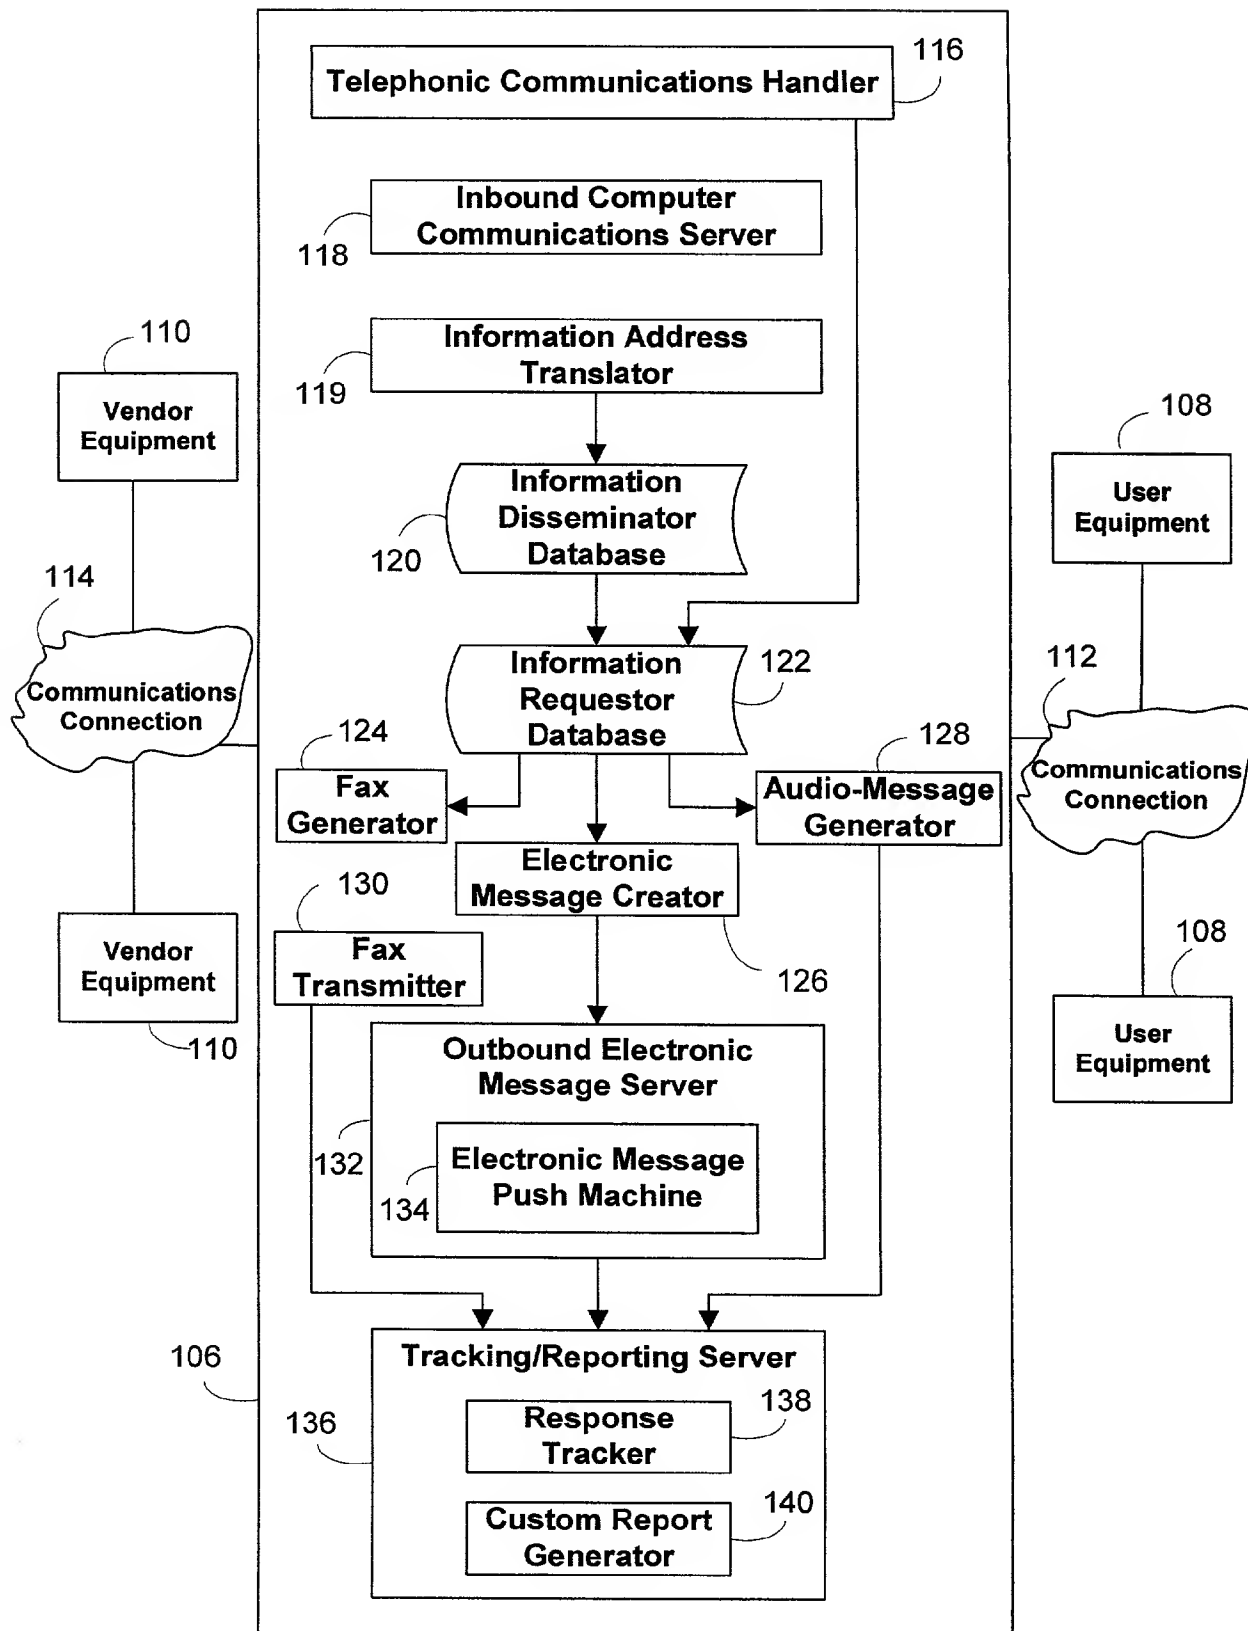 116
Telephonic Communications Handler
Inbound Computer
Communications Server
118
Information Address
Translator
119
110
Vendor
Equipment
108
User
Equipment
Information
Disseminator
Database
120
114
Communications
Connection
Information
Requestor
Database
122
112
Communications
Connection
124
Fax
Generator
128
Audio-Message
Generator
Electronic
Message Creator
126
130
Fax
Transmitter
Vendor
Equipment
110
108
User
Equipment
Outbound Electronic
Message Server
132
Electronic Message
Push Machine
134
106
Tracking/Reporting Server
136
Response
Tracker
138
Custom Report
Generator
140